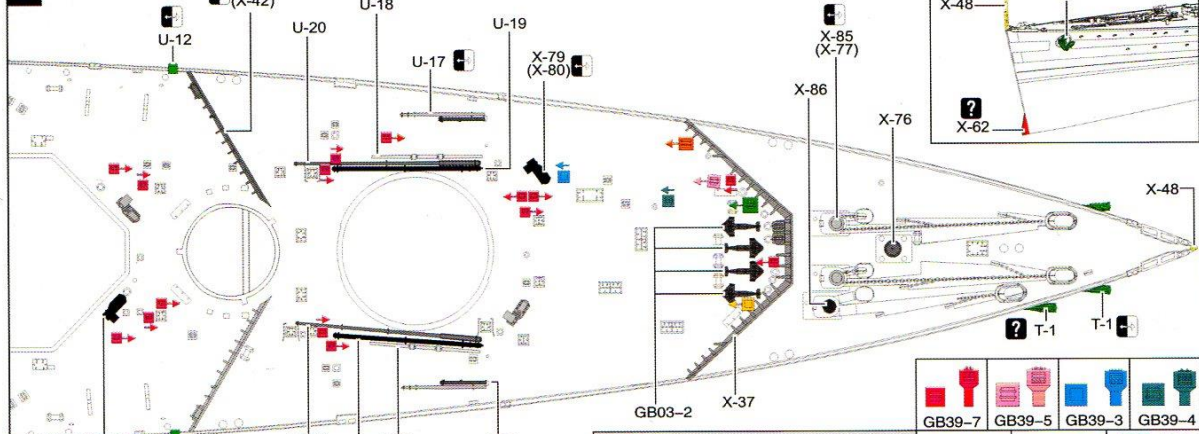 (X-42)
U-18
U-12
U-20
U-19
U-17
X-79
(X-80)
X-85
(X-77)
X-48
X-86
X-76
?
X-62
X-48
?
T-1
T-1
GB03-2
X-37
GB39-7
GB39-5
GB39-3
GB39-4